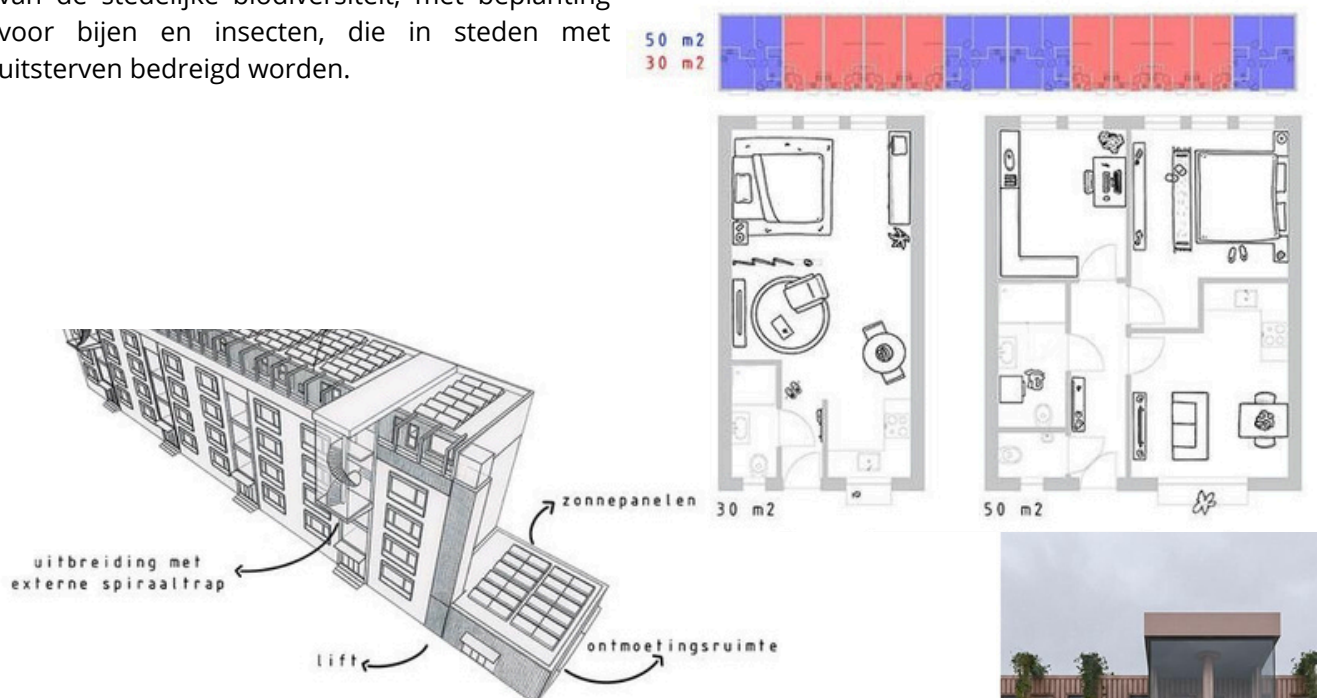 van de stedelijke biodiversiteit, met beplanting
voor bijen en insecten, die in steden met
uitsterven bedreigd worden.
50 m2
30 m2
30 m2
50 m2
zonnepanelen
uitbreiding met
externe spiraaltrap
lift
ontmoetingsruimte